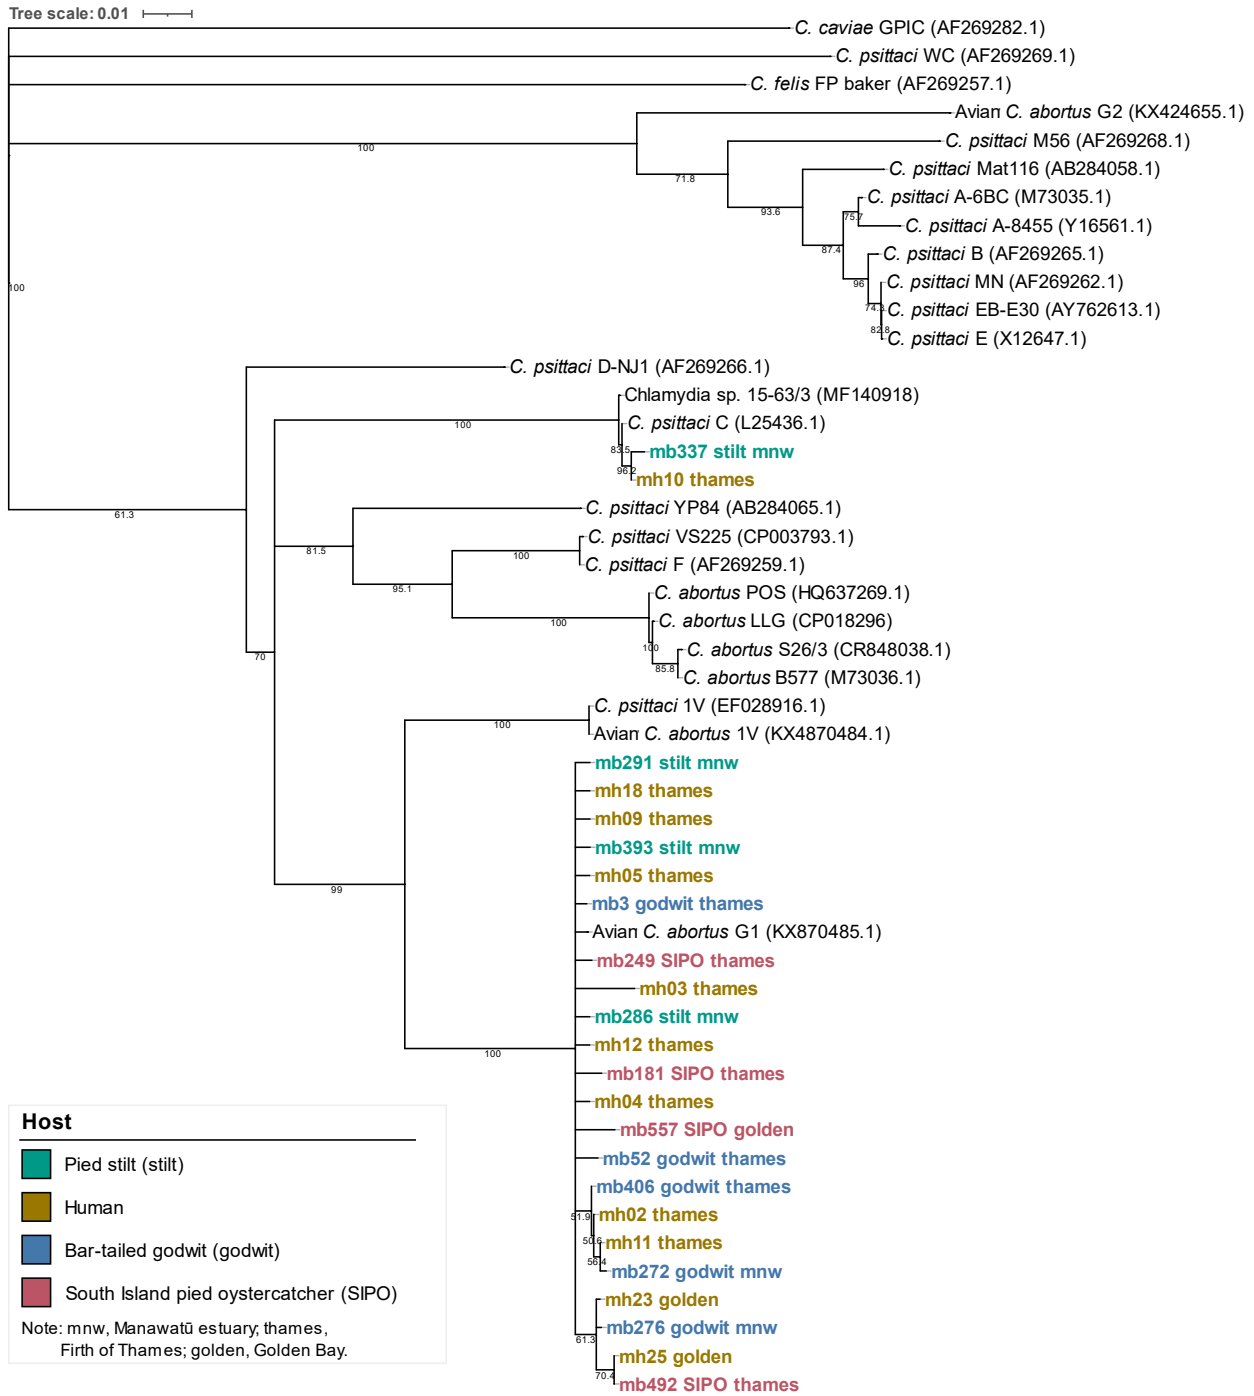 Tree scale: 0.01
C. caviae GPIC (AF269282.1)
C. psittaci WC (AF269269.1)
C. felis FP baker (AF269257.1)
Avian C. abortus G2 (KX424655.1)
100
C. psittaci M56 (AF269268.1)
71.8
C. psittaci Mat116 (AB284058.1)
93.6
C. psittaci A-6BC (M73035.1)
75.7
C. psittaci A-8455 (Y16561.1)
87.4
C. psittaci B (AF269265.1)
96
C. psittaci MN (AF269262.1)
100
C. psittaci EB-E30 (AY762613.1)
82.8
C. psittaci E (X12647.1)
C. psittaci D-NJ1 (AF269266.1)
Chlamydia sp. 15-63/3 (MF140918)
100
C. psittaci C (L25436.1)
83.5
mb337 stilt mnw
96.2
mh10 thames
C. psittaci YP84 (AB284065.1)
61.3
C. psittaci VS225 (CP003793.1)
81.5
100
C. psittaci F (AF269259.1)
95.1
C. abortus POS (HQ637269.1)
100
C. abortus LLG (CP018296)
100
C. abortus S26/3 (CR848038.1)
70
85.8
C. abortus B577 (M73036.1)
C. psittaci 1V (EF028916.1)
100
Avian C. abortus 1V (KX4870484.1)
mb291 stilt mnw
mh18 thames
mh09 thames
mb393 stilt mnw
mh05 thames
99
mb3 godwit thames
Avian C. abortus G1 (KX870485.1)
mb249 SIPO thames
mh03 thames
mb286 stilt mnw
mh12 thames
100
mb181 SIPO thames
mh04 thames
mb557 SIPO golden
mb52 godwit thames
mb406 godwit thames
51.9
mh02 thames
50.6
mh11 thames
56.4
mb272 godwit mnw
mh23 golden
mb276 godwit mnw
61.3
mh25 golden
70.4
mb492 SIPO thames
Host
Pied stilt (stilt)
Human
Bar-tailed godwit (godwit)
South Island pied oystercatcher (SIPO)
Note: mnw, Manawatū estuary; thames,
Firth of Thames; golden, Golden Bay.